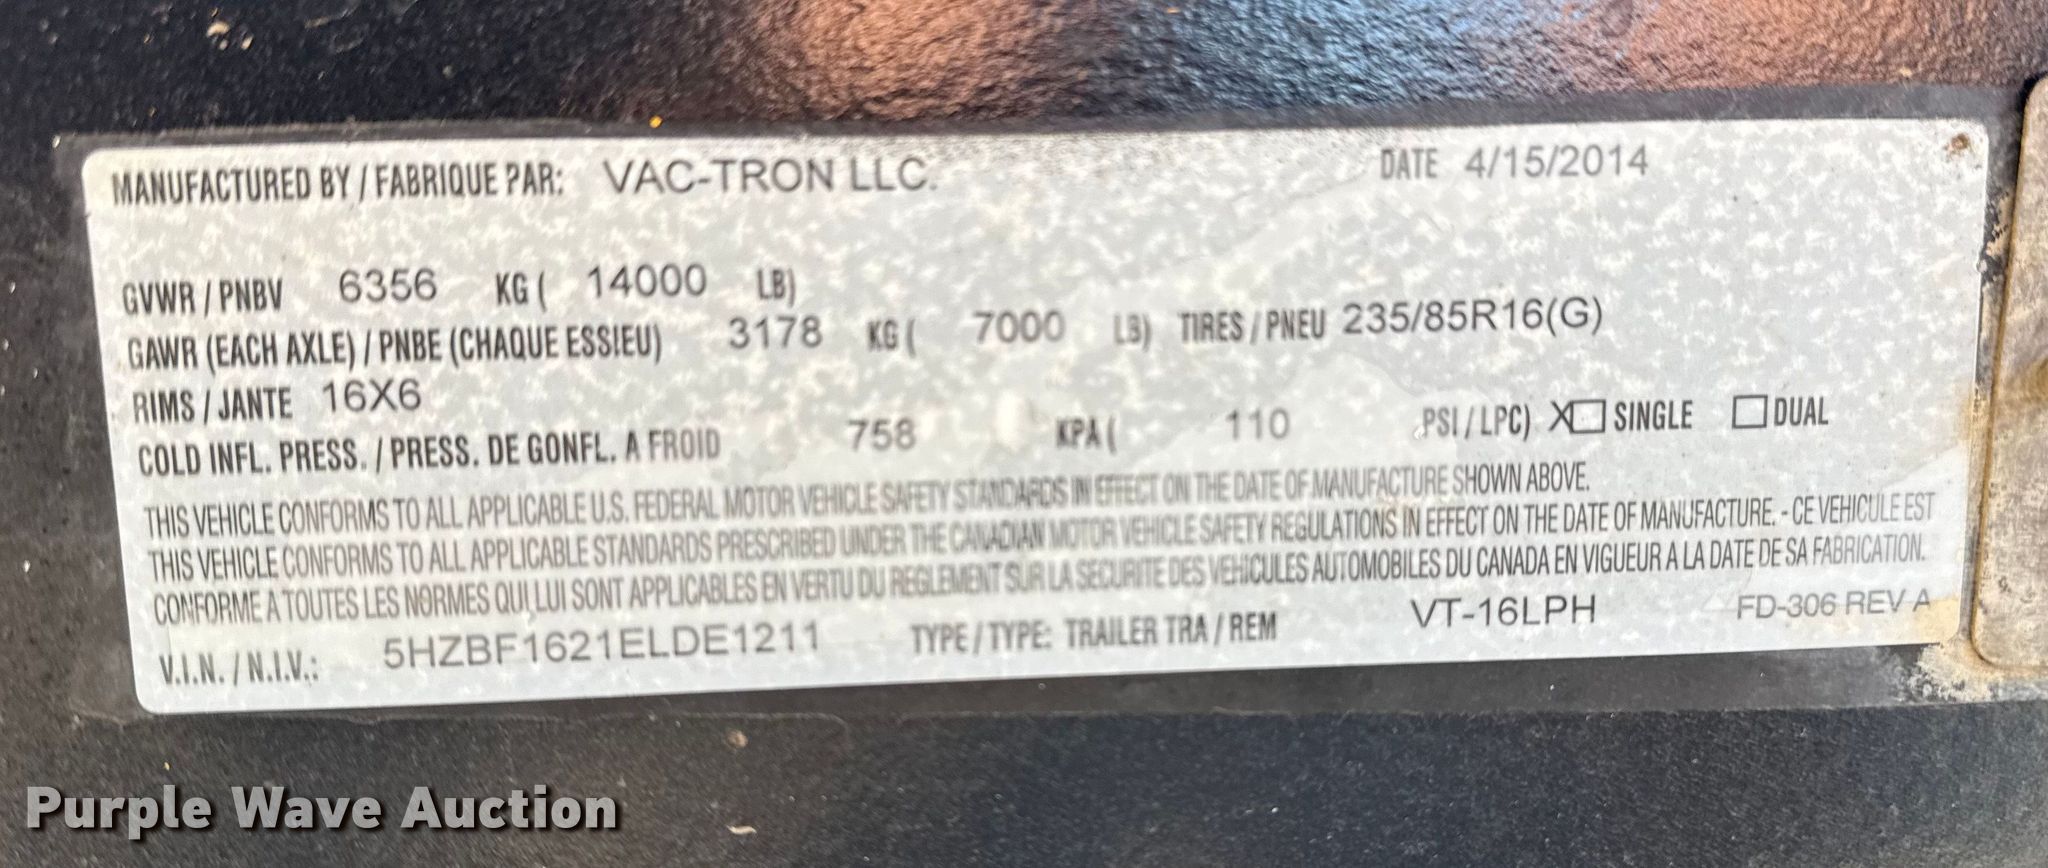 MANUFACTURED BY / FABRIQUE PAR: VAC-TRON LLC. DATE 4/15/2014
GVWR / PNBV 6356 KG ( 14000 LB)
GAWR (EACH AXLE) / PNBE (CHAQUE ESSIEU) 3178 KG ( 7000 LB) TIRES / PNEU 235/85R16(G)
RIMS / JANTE 16X6
COLD INFL. PRESS. / PRESS. DE GONFL. A FROID 758 KPA ( 110 PSI / LPC) X☐ SINGLE ☐ DUAL
THIS VEHICLE CONFORMS TO ALL APPLICABLE U.S. FEDERAL MOTOR VEHICLE SAFETY STANDARDS IN EFFECT ON THE DATE OF MANUFACTURE SHOWN ABOVE.
THIS VEHICLE CONFORMS TO ALL APPLICABLE STANDARDS PRESCRIBED UNDER THE CANADIAN MOTOR VEHICLE SAFETY REGULATIONS IN EFFECT ON THE DATE OF MANUFACTURE. - CE VEHICULE EST
CONFORME A TOUTES LES NORMES QUI LUI SONT APPLICABLES EN VERTU DU REGLEMENT SUR LA SECURITE DES VEHICULES AUTOMOBILES DU CANADA EN VIGUEUR A LA DATE DE SA FABRICATION.
V.I.N. / N.I.V.: 5HZBF1621ELDE1211 TYPE / TYPE: TRAILER TRA / REM VT-16LPH FD-306 REV A
Purple Wave Auction